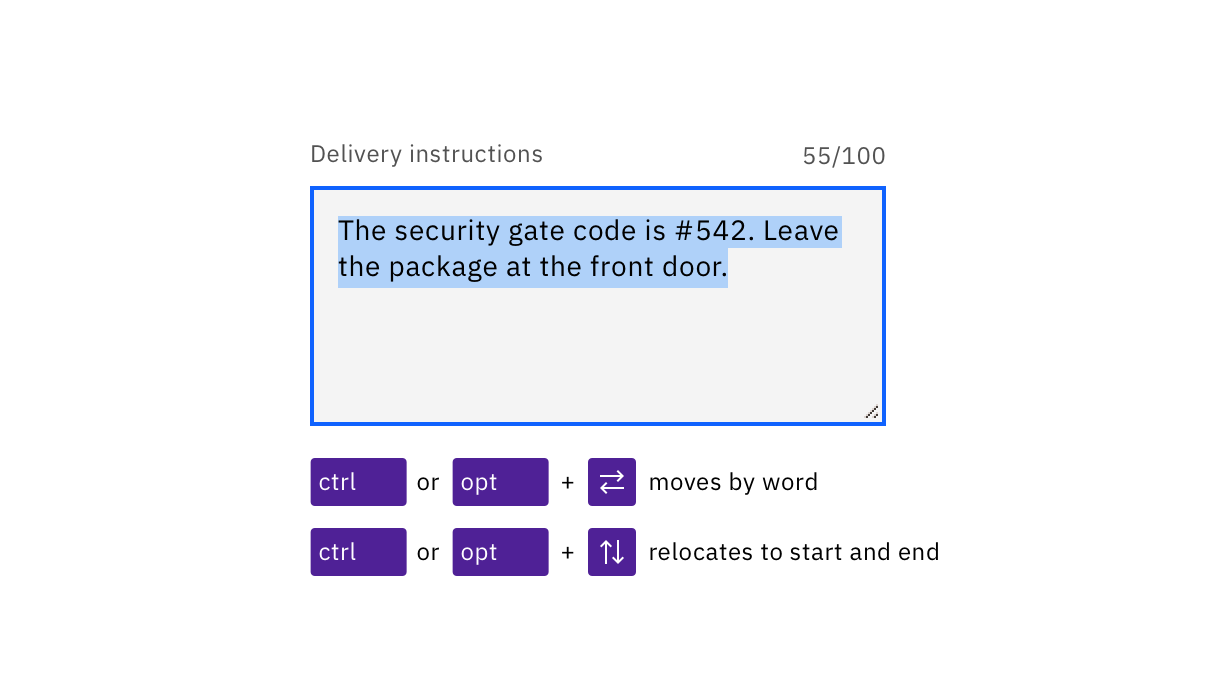 Delivery instructions 55/100
The security gate code is #542. Leave
the package at the front door.
ctrl or opt + ⇄ moves by word
ctrl or opt + ⇅ relocates to start and end